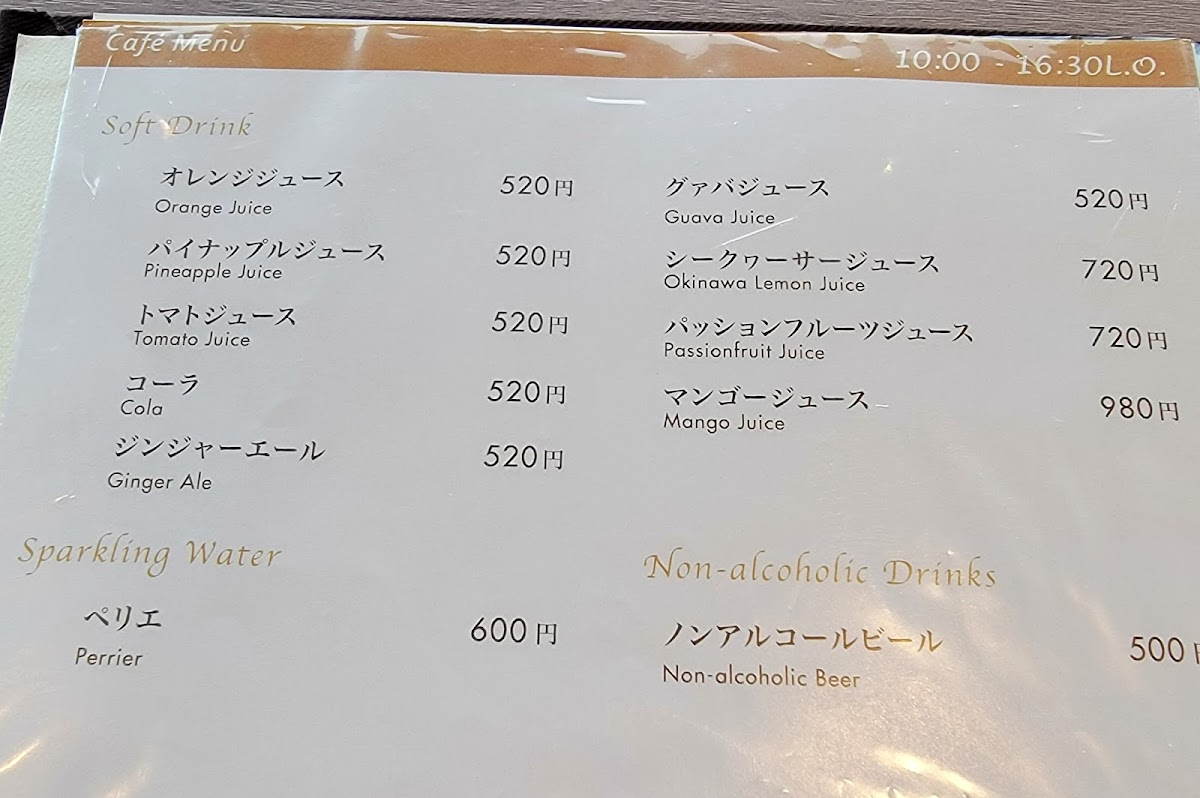 Café Menu
10:00 - 16:30L.O.
Soft Drink
オレンジジュース 520円
Orange Juice
パイナップルジュース 520円
Pineapple Juice
トマトジュース 520円
Tomato Juice
コーラ 520円
Cola
ジンジャーエール 520円
Ginger Ale
グァバジュース 520円
Guava Juice
シークヮーサージュース 720円
Okinawa Lemon Juice
パッションフルーツジュース 720円
Passionfruit Juice
マンゴージュース 980円
Mango Juice
Sparkling Water
ペリエ 600円
Perrier
Non-alcoholic Drinks
ノンアルコールビール 500円
Non-alcoholic Beer